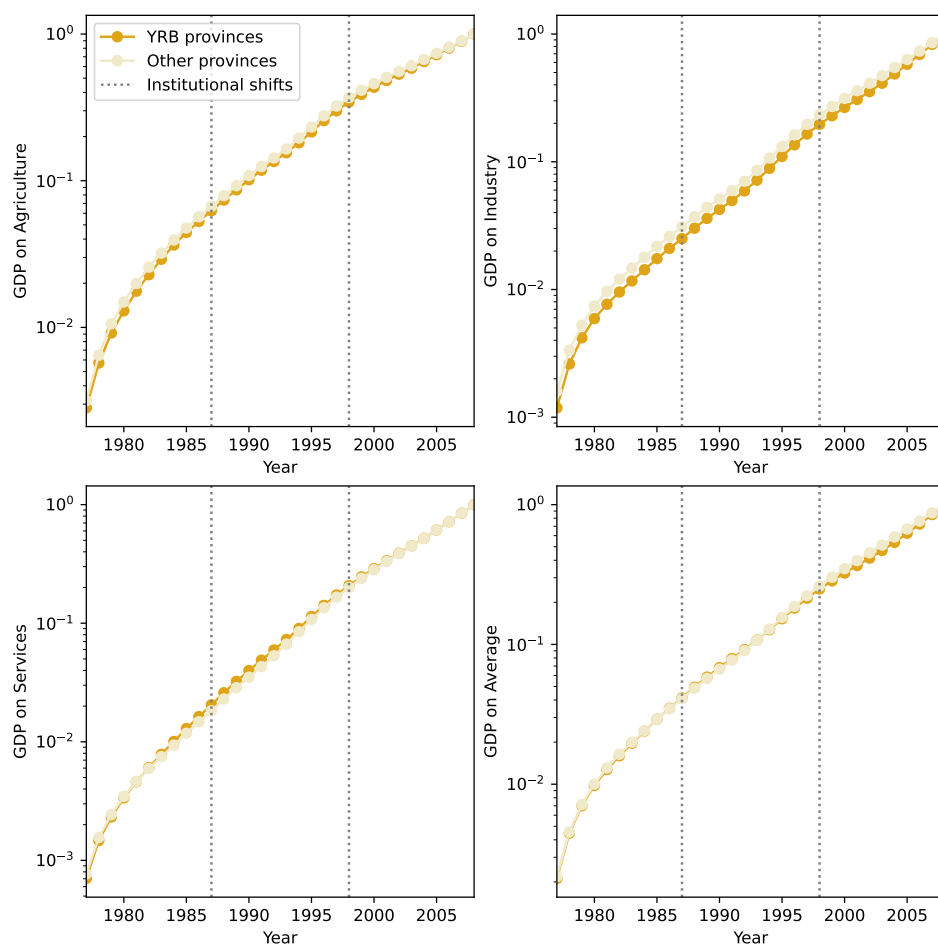 GDP on Agriculture
10⁰
10⁻¹
10⁻²
YRB provinces
Other provinces
Institutional shifts
1980 1985 1990 1995 2000 2005
Year
GDP on Industry
10⁰
10⁻¹
10⁻²
10⁻³
1980 1985 1990 1995 2000 2005
Year
GDP on Services
10⁰
10⁻¹
10⁻²
10⁻³
1980 1985 1990 1995 2000 2005
Year
GDP on Average
10⁰
10⁻¹
10⁻²
1980 1985 1990 1995 2000 2005
Year